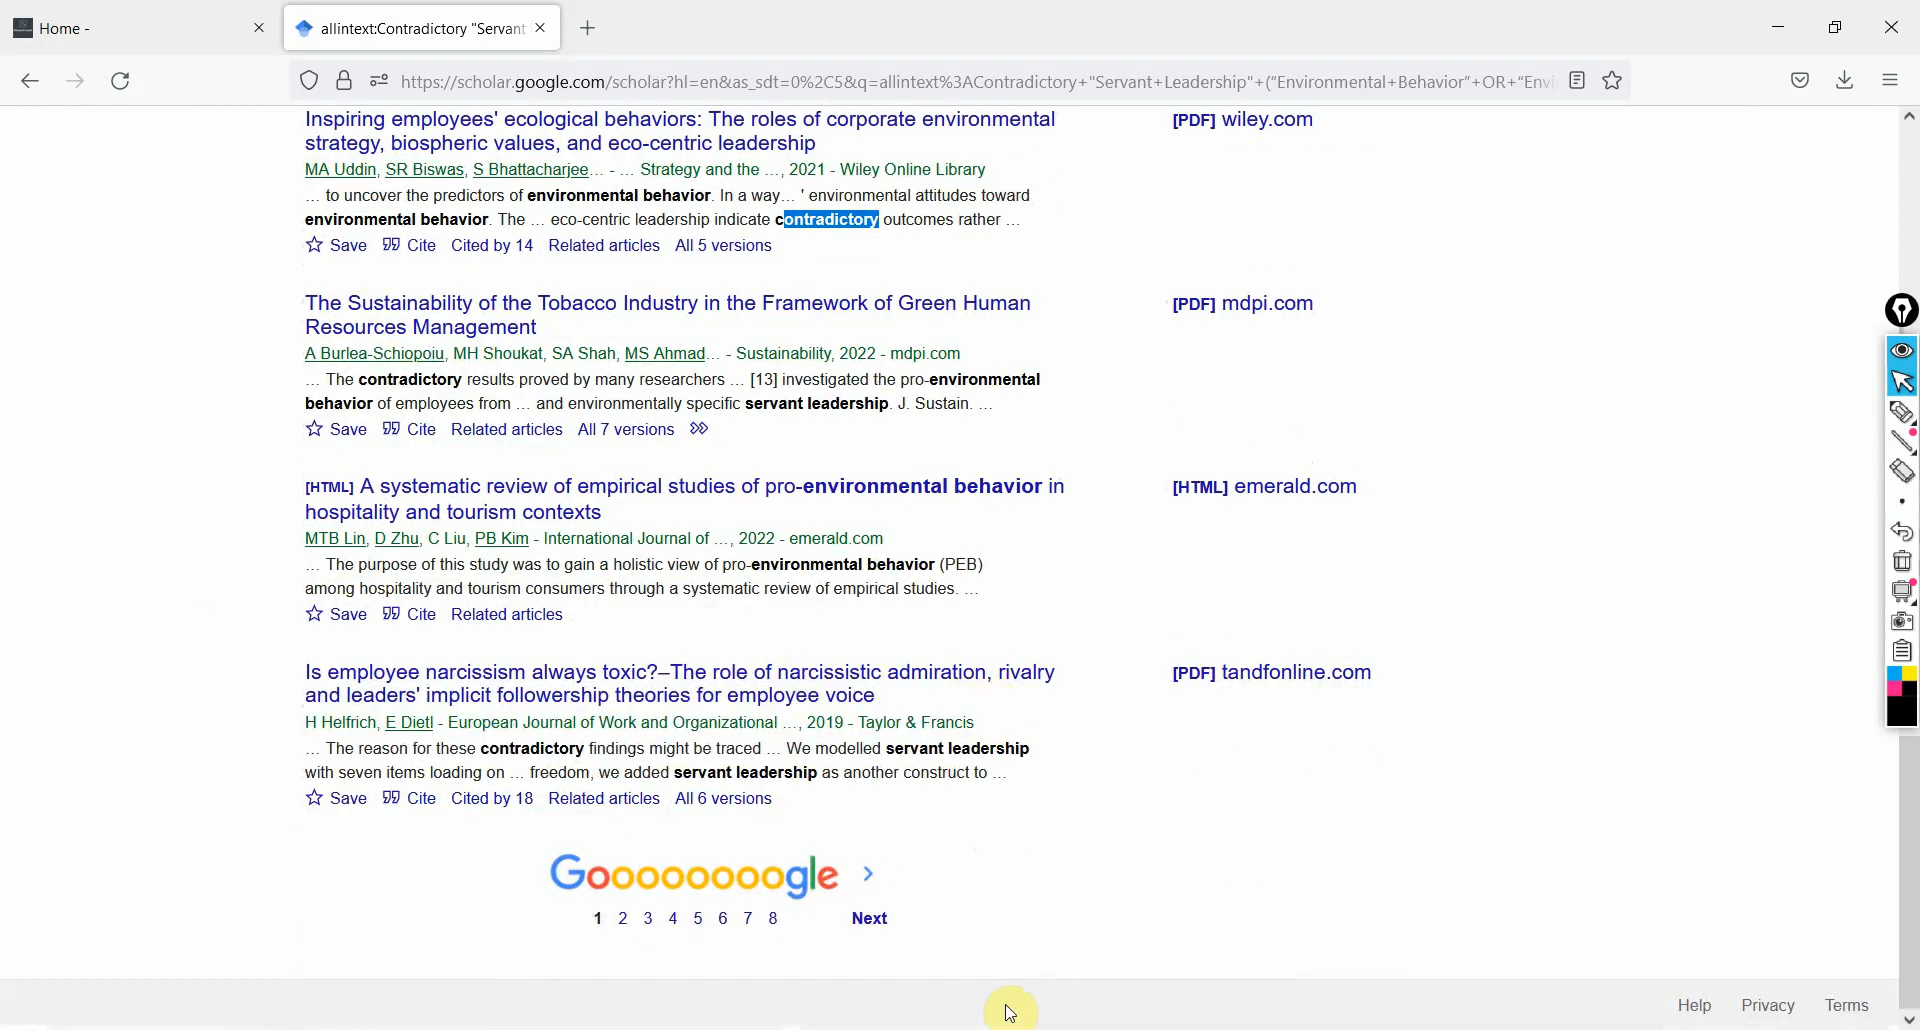 Home -
allintext:Contradictory "Servant
https://scholar.google.com/scholar?hl=en&as_sdt=0%2C5&q=allintext%3AContradictory+"Servant+Leadership"+("Environmental+Behavior"+OR+"Envi
Inspiring employees' ecological behaviors: The roles of corporate environmental [PDF] wiley.com
strategy, biospheric values, and eco-centric leadership
MA Uddin, SR Biswas, S Bhattacharjee... - ... Strategy and the ..., 2021 - Wiley Online Library
... to uncover the predictors of environmental behavior. In a way... ' environmental attitudes toward
environmental behavior. The ... eco-centric leadership indicate contradictory outcomes rather ...
Save Cite Cited by 14 Related articles All 5 versions
The Sustainability of the Tobacco Industry in the Framework of Green Human [PDF] mdpi.com
Resources Management
A Burlea-Schiopoiu, MH Shoukat, SA Shah, MS Ahmad... - Sustainability, 2022 - mdpi.com
... The contradictory results proved by many researchers ... [13] investigated the pro-environmental
behavior of employees from ... and environmentally specific servant leadership. J. Sustain. ...
Save Cite Related articles All 7 versions
[HTML] A systematic review of empirical studies of pro-environmental behavior in [HTML] emerald.com
hospitality and tourism contexts
MTB Lin, D Zhu, C Liu, PB Kim - International Journal of ..., 2022 - emerald.com
... The purpose of this study was to gain a holistic view of pro-environmental behavior (PEB)
among hospitality and tourism consumers through a systematic review of empirical studies. ...
Save Cite Related articles
Is employee narcissism always toxic?–The role of narcissistic admiration, rivalry [PDF] tandfonline.com
and leaders' implicit followership theories for employee voice
H Helfrich, E Dietl - European Journal of Work and Organizational ..., 2019 - Taylor & Francis
... The reason for these contradictory findings might be traced ... We modelled servant leadership
with seven items loading on ... freedom, we added servant leadership as another construct to ...
Save Cite Cited by 18 Related articles All 6 versions
Gooooooooogle
1 2 3 4 5 6 7 8 Next
Help Privacy Terms